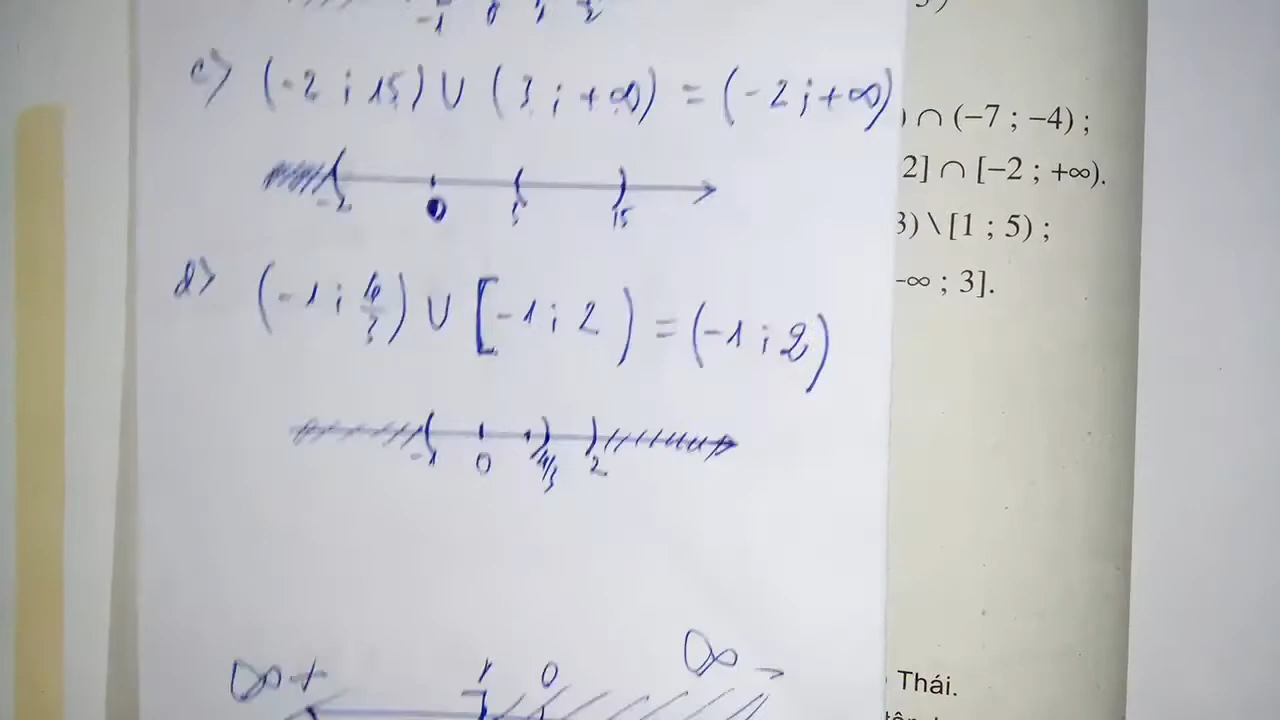 c) (-2 ; 15) ∪ (3 ; +∞) = (-2 ; +∞)
-2 0 3 15
d) (-1 ; 4/3) ∪ [-1 ; 2) = (-1 ; 2)
-1 0 4/3 2
∩ (−7 ; −4) ;
2] ∩ [−2 ; +∞).
3) \ [1 ; 5) ;
-∞ ; 3].
Thái.